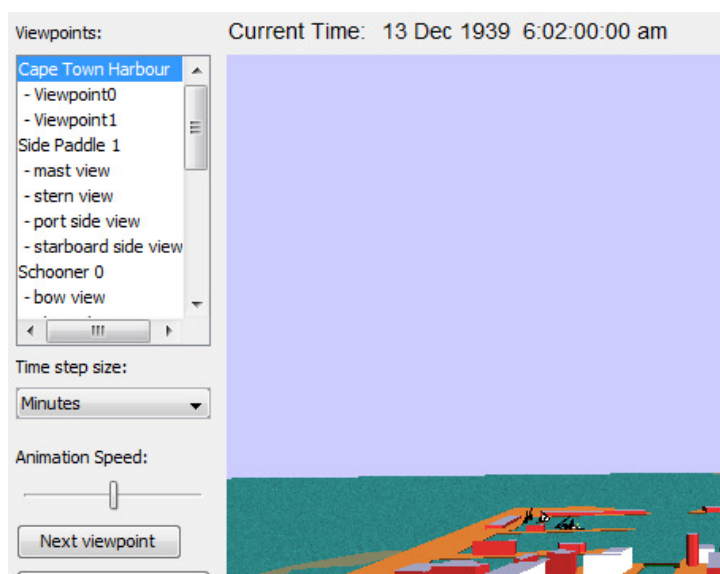 Viewpoints:
Current Time: 13 Dec 1939 6:02:00:00 am
Cape Town Harbour
- Viewpoint0
- Viewpoint1
Side Paddle 1
- mast view
- stern view
- port side view
- starboard side view
Schooner 0
- bow view
Time step size:
Minutes
Animation Speed:
Next viewpoint